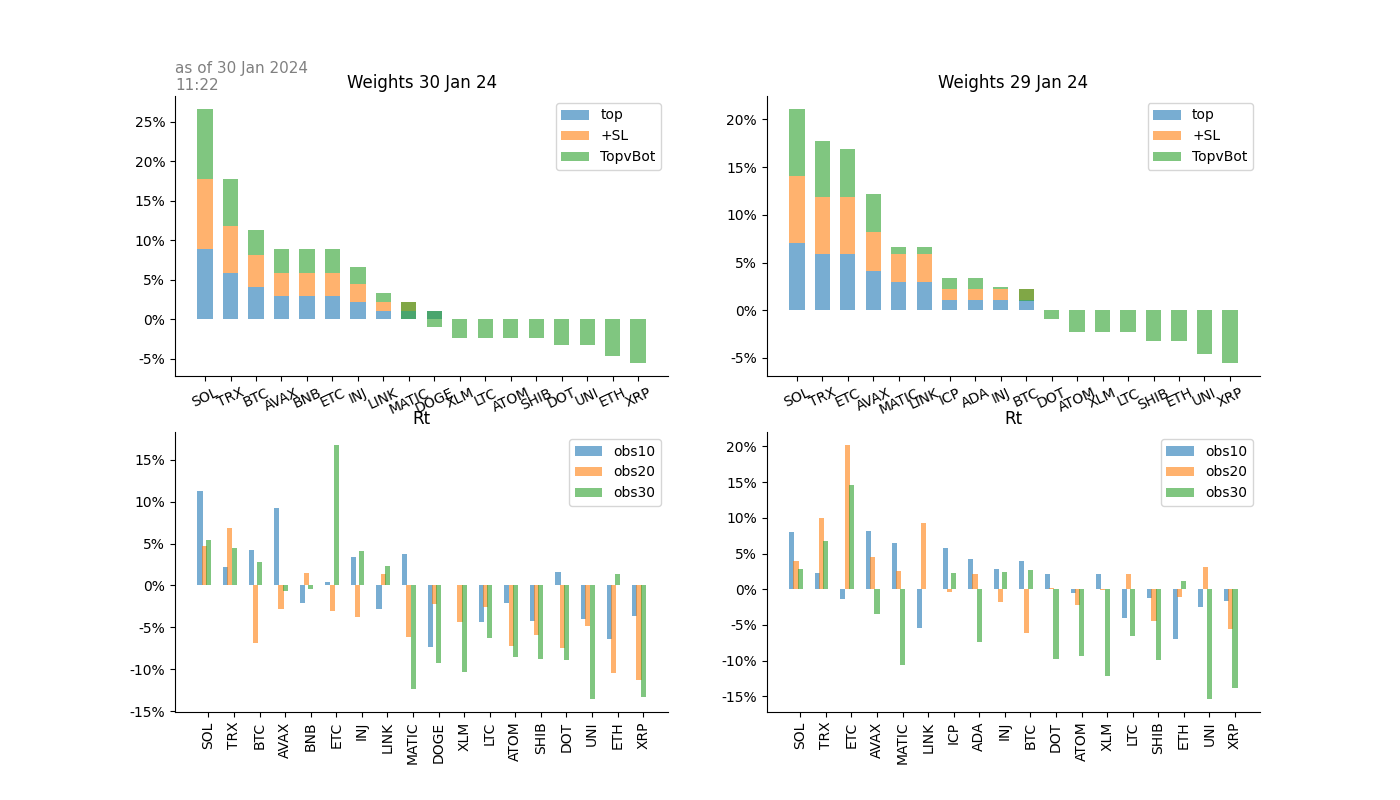 as of 30 Jan 2024
11:22
Weights 30 Jan 24
25%
20%
15%
10%
5%
0%
-5%
top
+SL
TopvBot
SOL TRX BTC AVAX BNB ETC INJ LINK MATIC DOGE XLM LTC ATOM SHIB DOT UNI ETH XRP
Weights 29 Jan 24
20%
15%
10%
5%
0%
-5%
top
+SL
TopvBot
SOL TRX ETC AVAX MATIC LINK ICP ADA INJ BTC DOT ATOM XLM LTC SHIB ETH UNI XRP
Rt
15%
10%
5%
0%
-5%
-10%
-15%
obs10
obs20
obs30
SOL TRX BTC AVAX BNB ETC INJ LINK MATIC DOGE XLM LTC ATOM SHIB DOT UNI ETH XRP
Rt
20%
15%
10%
5%
0%
-5%
-10%
-15%
obs10
obs20
obs30
SOL TRX ETC AVAX MATIC LINK ICP ADA INJ BTC DOT ATOM XLM LTC SHIB ETH UNI XRP